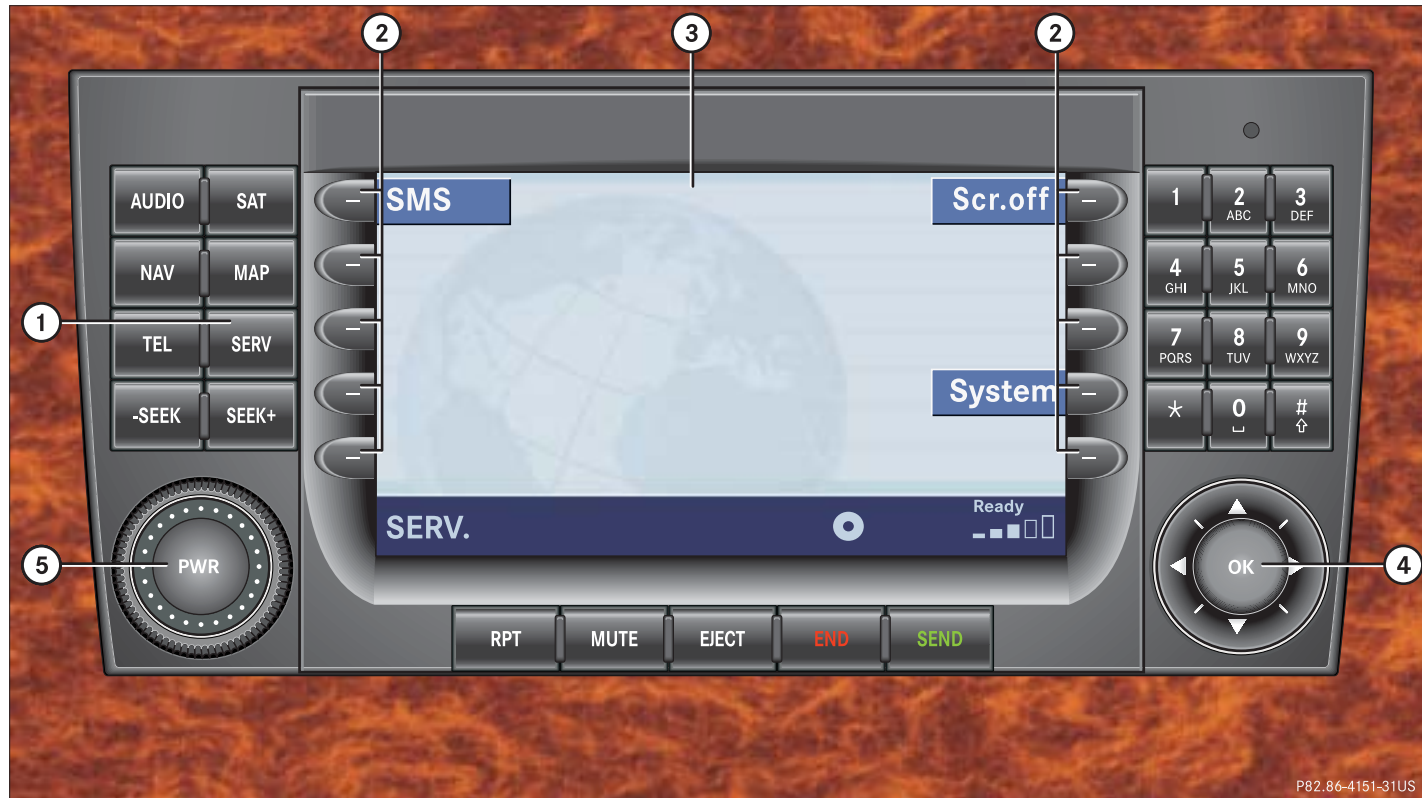 2
3
2
AUDIO
SAT
SMS
Scr.off
1
2
ABC
3
DEF
NAV
MAP
4
GHI
5
JKL
6
MNO
1
TEL
SERV
7
PQRS
8
TUV
9
WXYZ
-SEEK
SEEK+
System
*
0
#
SERV.
Ready
5
PWR
OK
4
RPT
MUTE
EJECT
END
SEND
P82.86-4151-31US